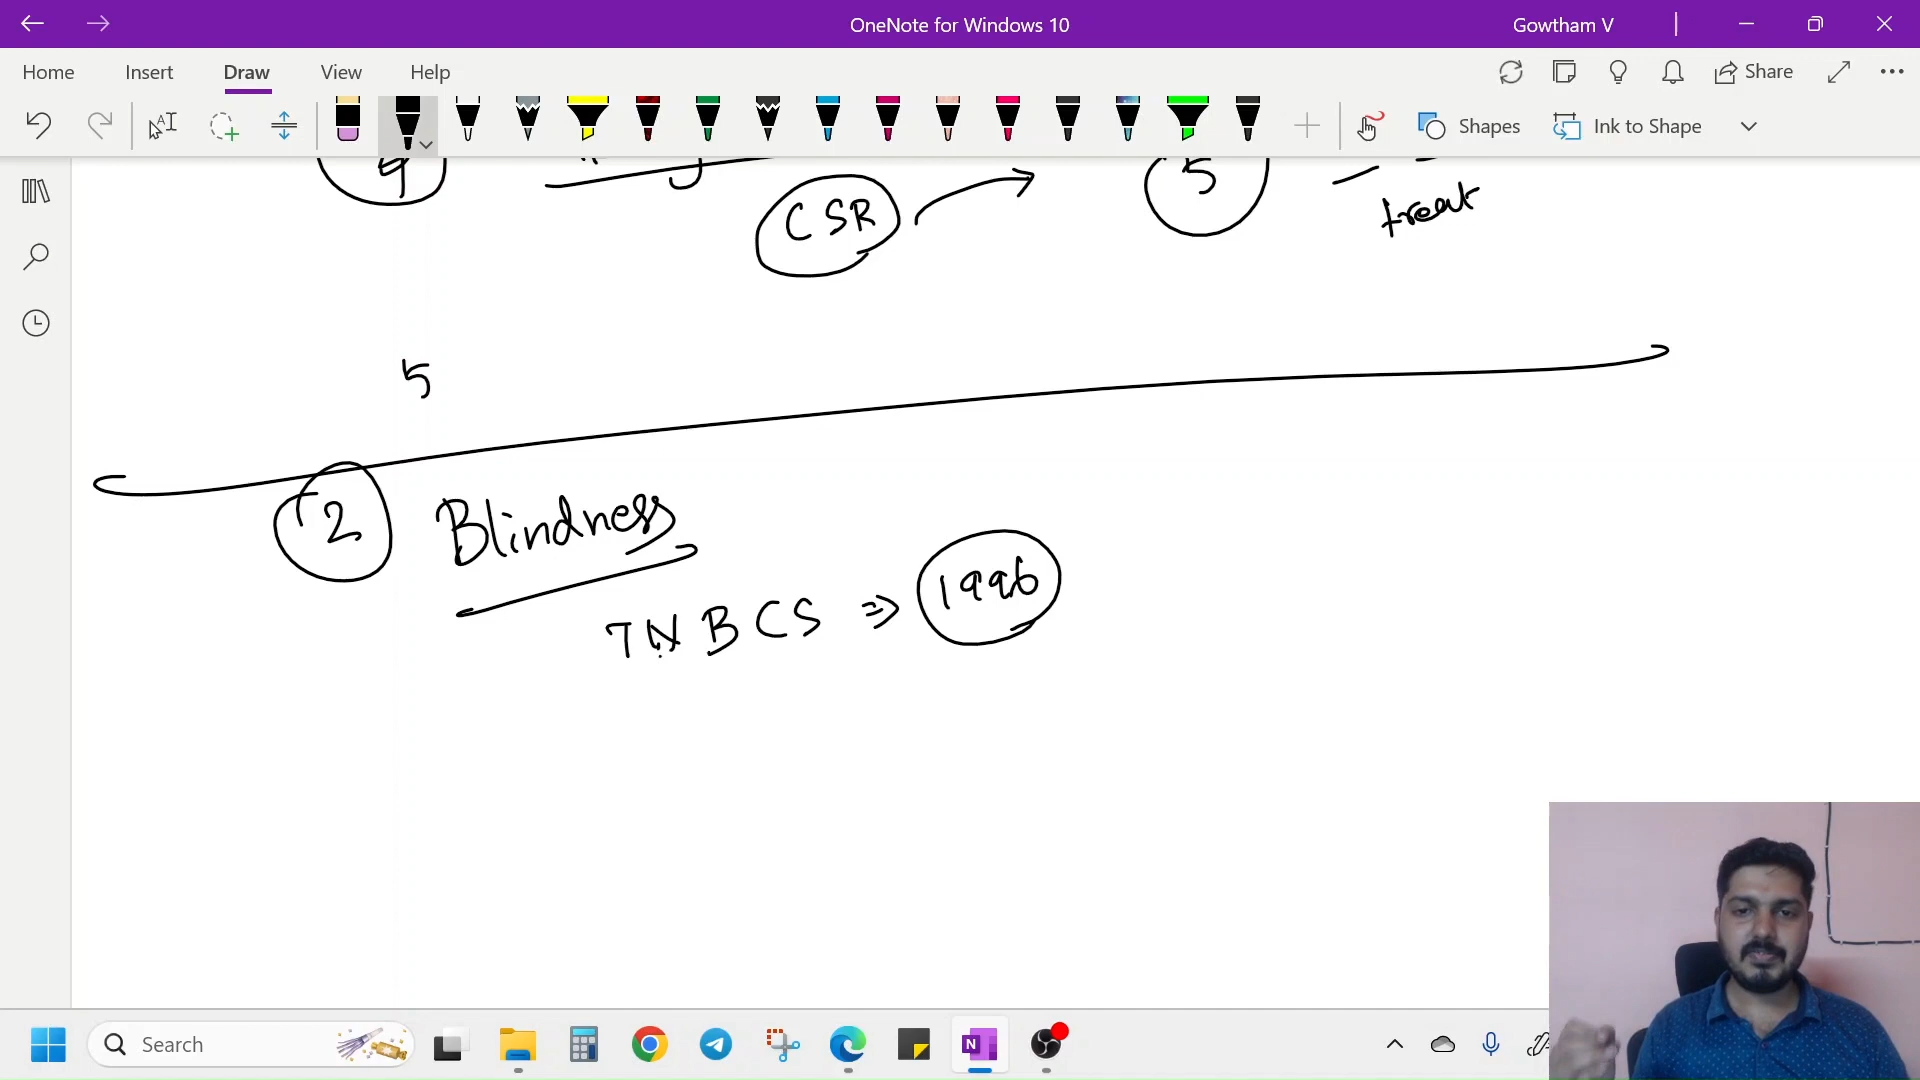 OneNote for Windows 10
Gowtham V
Home Insert Draw View Help
Share
Shapes
Ink to Shape
4
CSR
5
treat
5
2 Blindness
TNBCS ⇒ 1996
Search